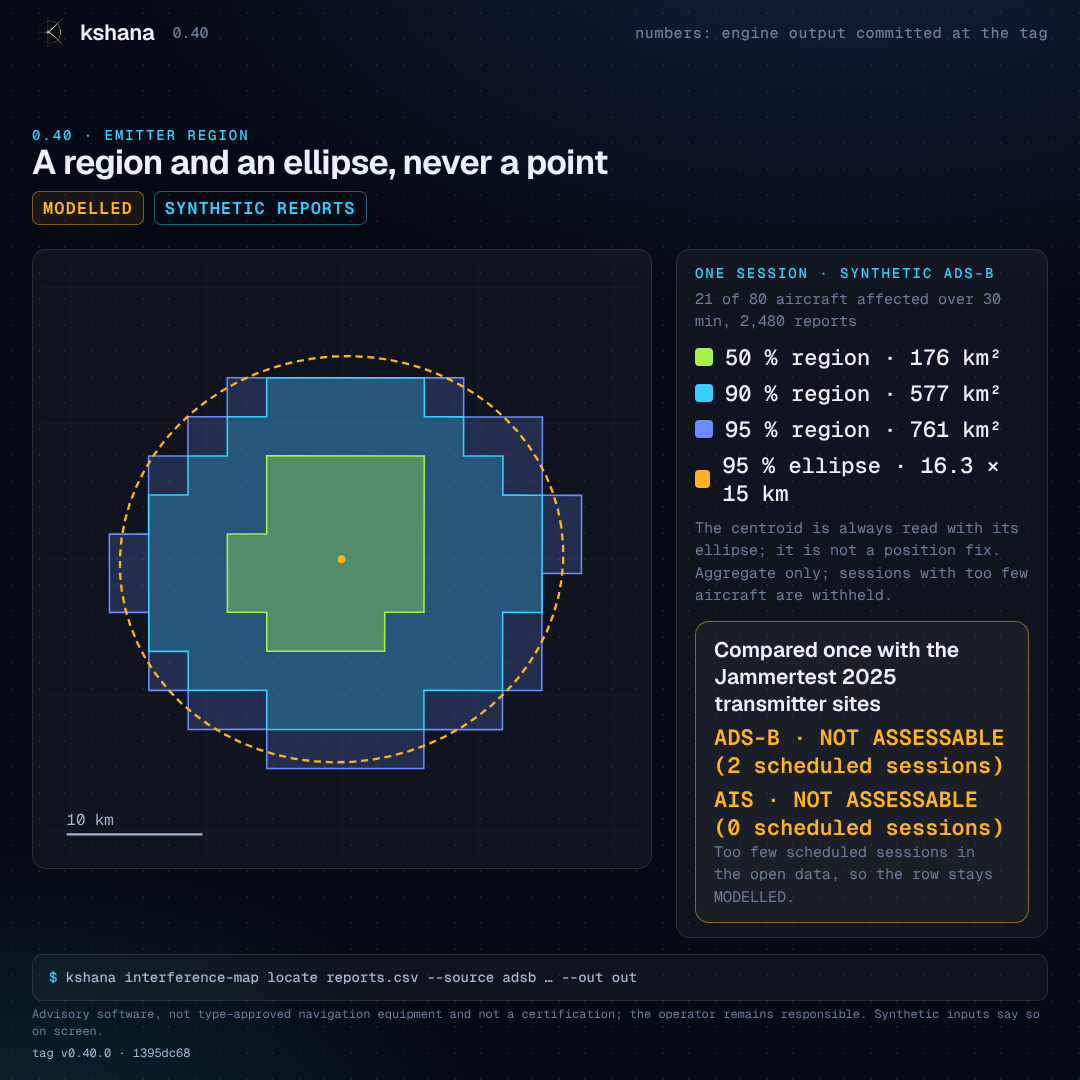 kshana 0.40
numbers: engine output committed at the tag
0.40 · EMITTER REGION
A region and an ellipse, never a point
MODELLED
SYNTHETIC REPORTS
10 km
ONE SESSION · SYNTHETIC ADS-B
21 of 80 aircraft affected over 30
min, 2,480 reports
50 % region · 176 km²
90 % region · 577 km²
95 % region · 761 km²
95 % ellipse · 16.3 ×
15 km
The centroid is always read with its
ellipse; it is not a position fix.
Aggregate only; sessions with too few
aircraft are withheld.
Compared once with the
Jammertest 2025
transmitter sites
ADS-B · NOT ASSESSABLE
(2 scheduled sessions)
AIS · NOT ASSESSABLE
(0 scheduled sessions)
Too few scheduled sessions in
the open data, so the row stays
MODELLED.
$ kshana interference-map locate reports.csv --source adsb … --out out
Advisory software, not type-approved navigation equipment and not a certification; the operator remains responsible. Synthetic inputs say so
on screen.
tag v0.40.0 · 1395dc68